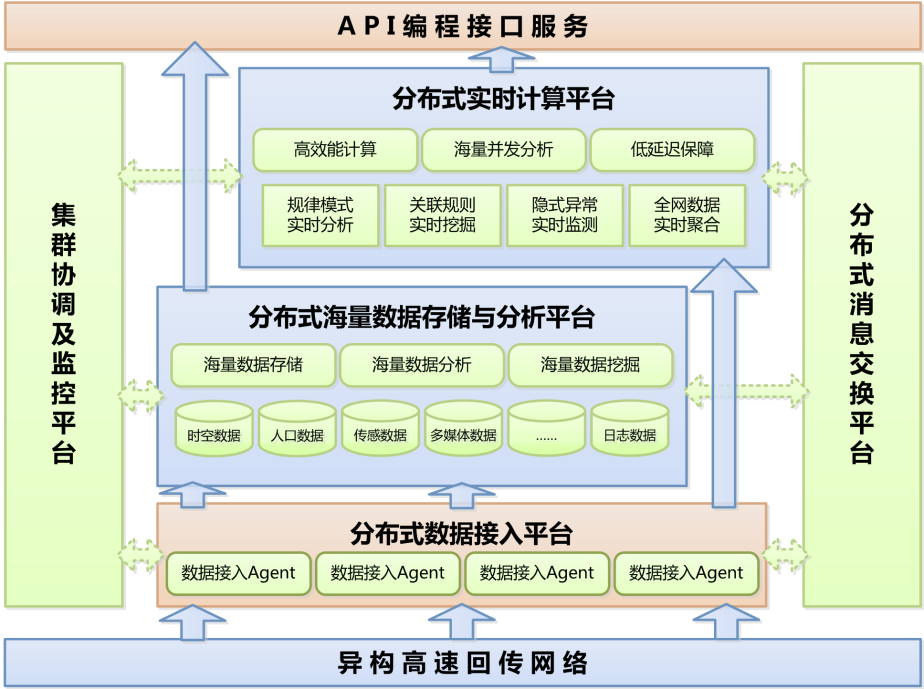 API编程接口服务
分布式实时计算平台
高效能计算
海量并发分析
低延迟保障
规律模式
实时分析
关联规则
实时挖掘
隐式异常
实时监测
全网数据
实时聚合
集群协调及监控平台
分布式消息交换平台
分布式海量数据存储与分析平台
海量数据存储
海量数据分析
海量数据挖掘
时空数据
人口数据
传感数据
多媒体数据
......
日志数据
分布式数据接入平台
数据接入Agent
数据接入Agent
数据接入Agent
数据接入Agent
异构高速回传网络